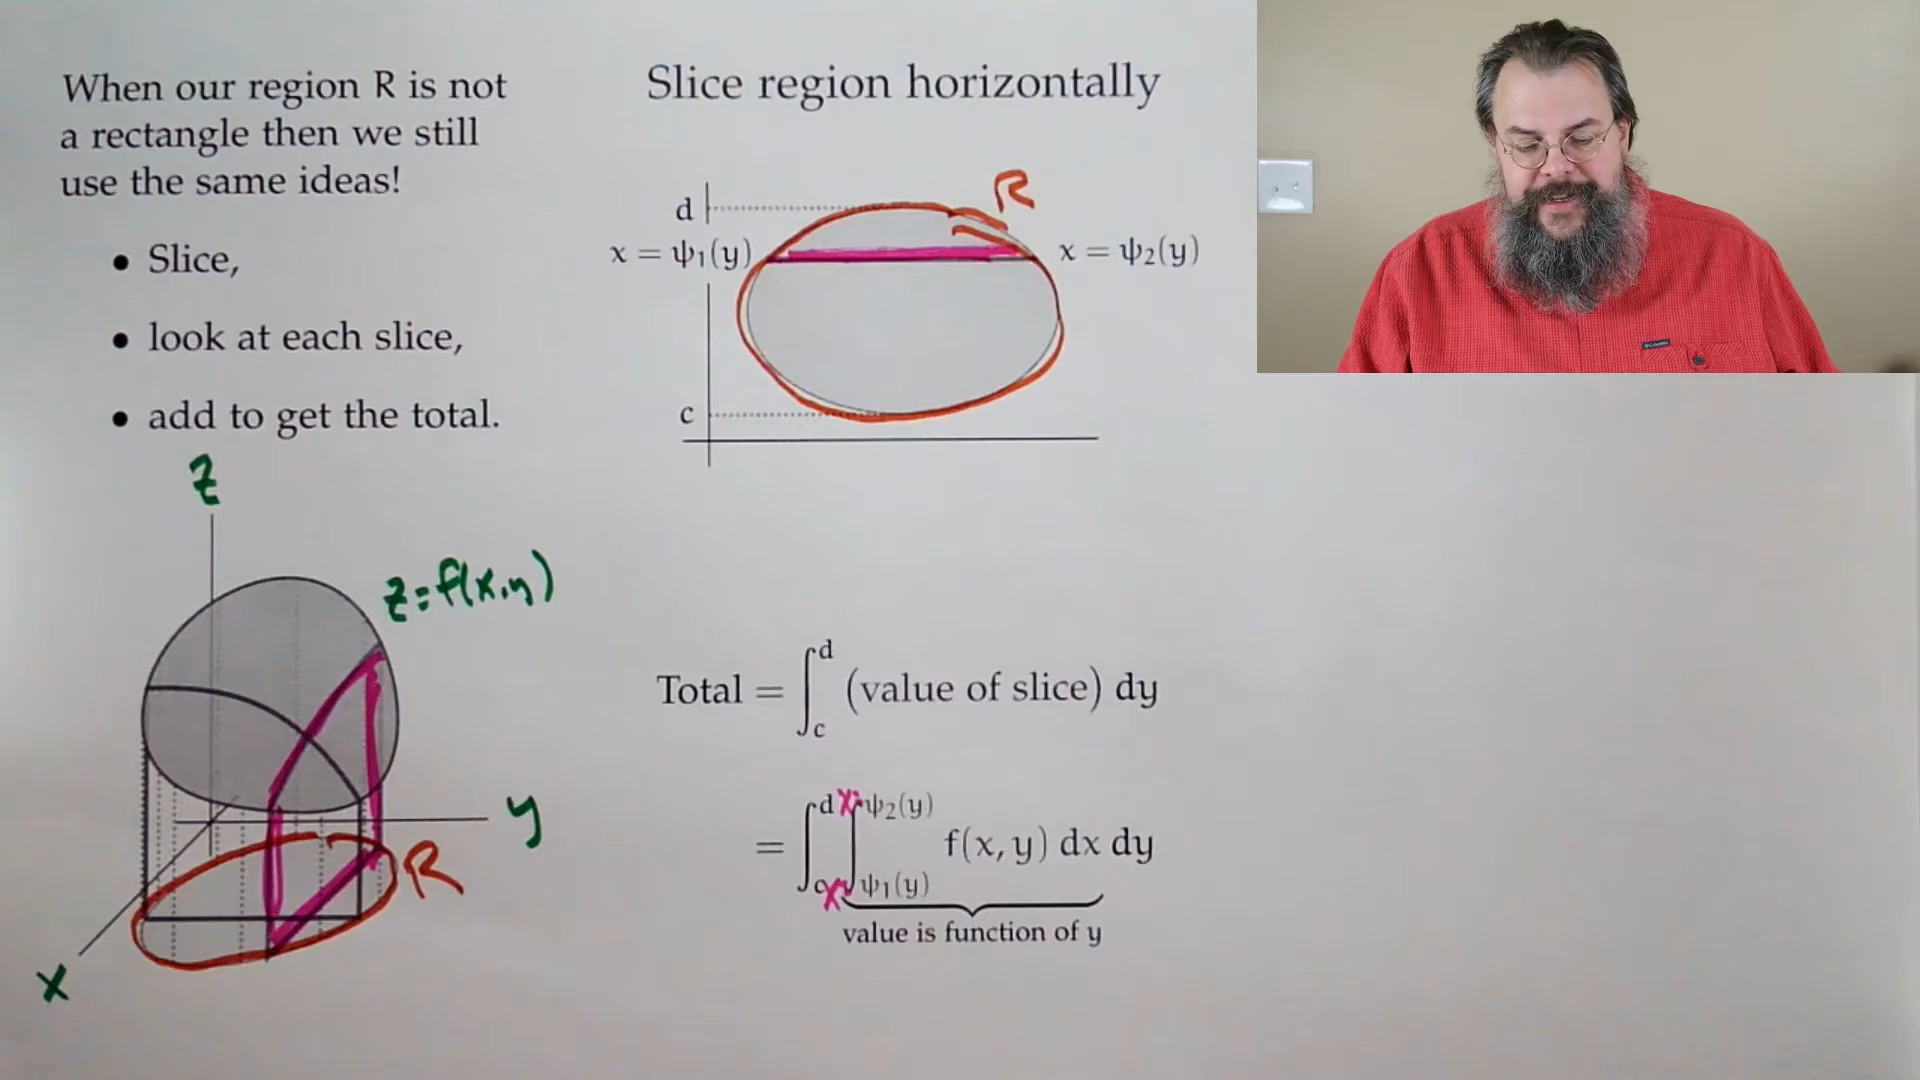 When our region R is not
a rectangle then we still
use the same ideas!
• Slice,
• look at each slice,
• add to get the total.
Slice region horizontally
R
d
x = ψ₁(y)
x = ψ₂(y)
c
z
z=f(x,y)
y
R
x
Total = ∫_c^d (value of slice) dy
= ∫_c^d ∫_{x=ψ₁(y)}^{x=ψ₂(y)} f(x, y) dx dy
value is function of y
Columbia